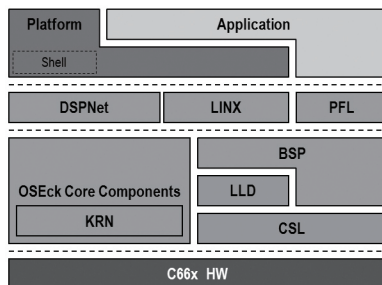 Platform
Application
Shell
DSPNet
LINX
PFL
BSP
OSEck Core Components
LLD
KRN
CSL
C66x HW